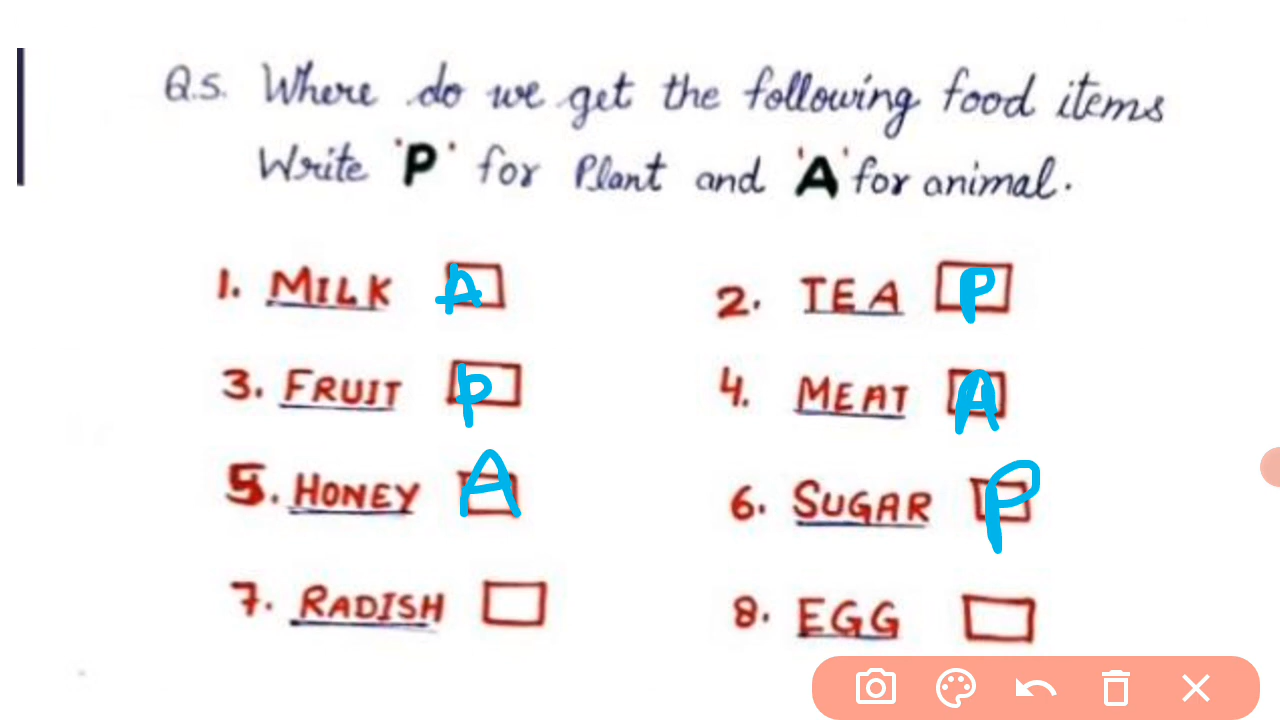 Q.5. Where do we get the following food items
Write 'P' for Plant and 'A' for animal.
1. MILK A
2. TEA P
3. FRUIT P
4. MEAT A
5. HONEY A
6. SUGAR P
7. RADISH
8. EGG